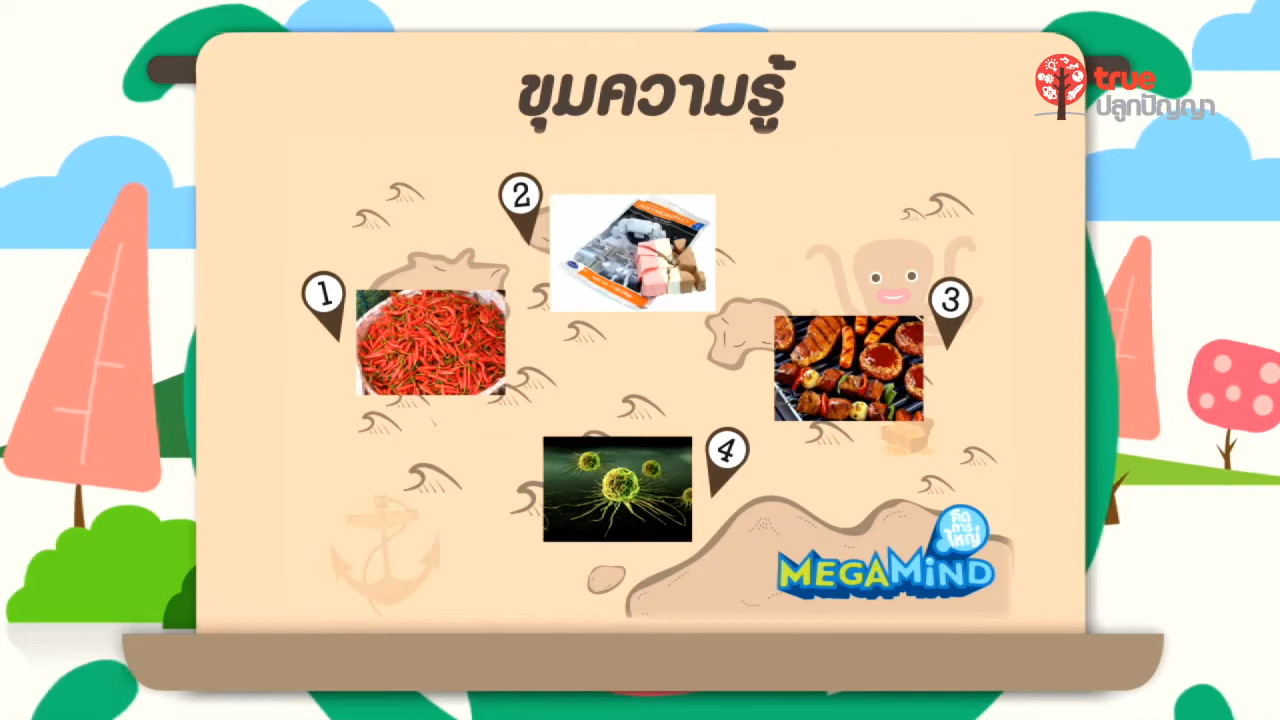 ขุมความรู้
true
ปลูกปัญญา
2
1
3
4
คิด
การ
ใหญ่
MEGAMiND